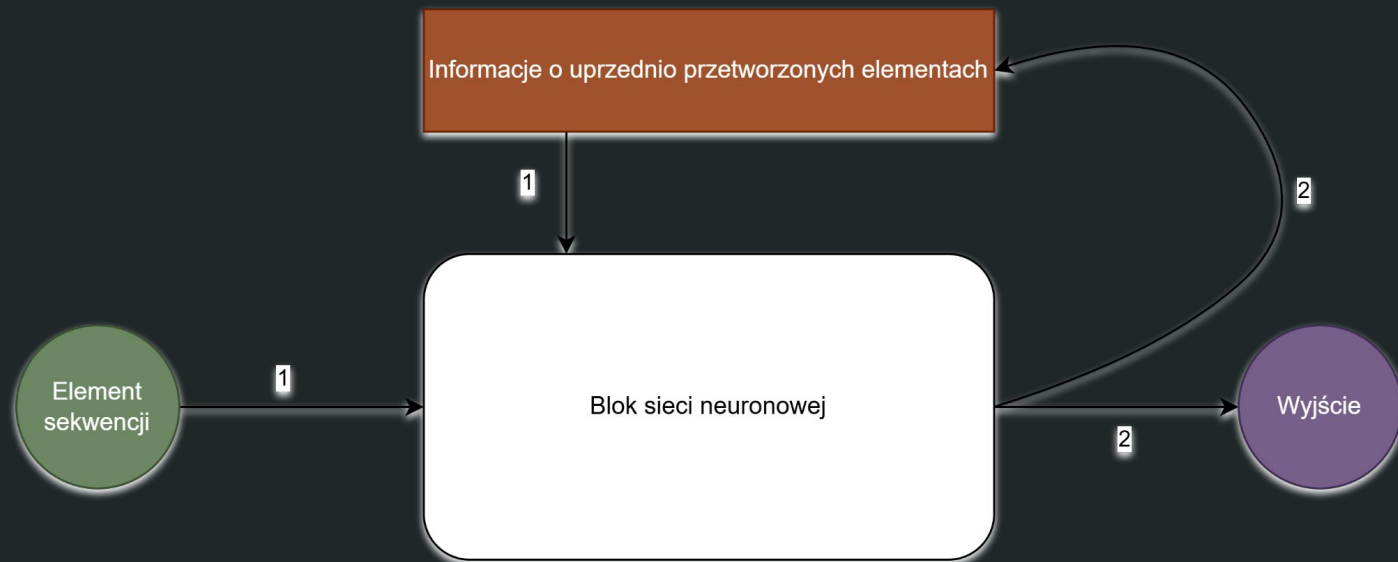 Informacje o uprzednio przetworzonych elementach
1
2
Element
sekwencji
1
Blok sieci neuronowej
2
Wyjście